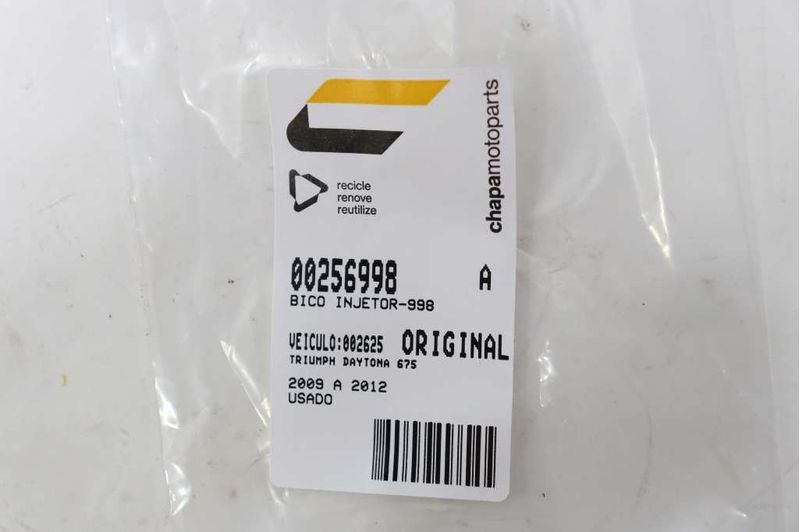 chapamotoparts
recicle
renove
reutilize
00256998 A
BICO INJETOR-998
VEICULO:002625 ORIGINAL
TRIUMPH DAYTONA 675
2009 A 2012
USADO